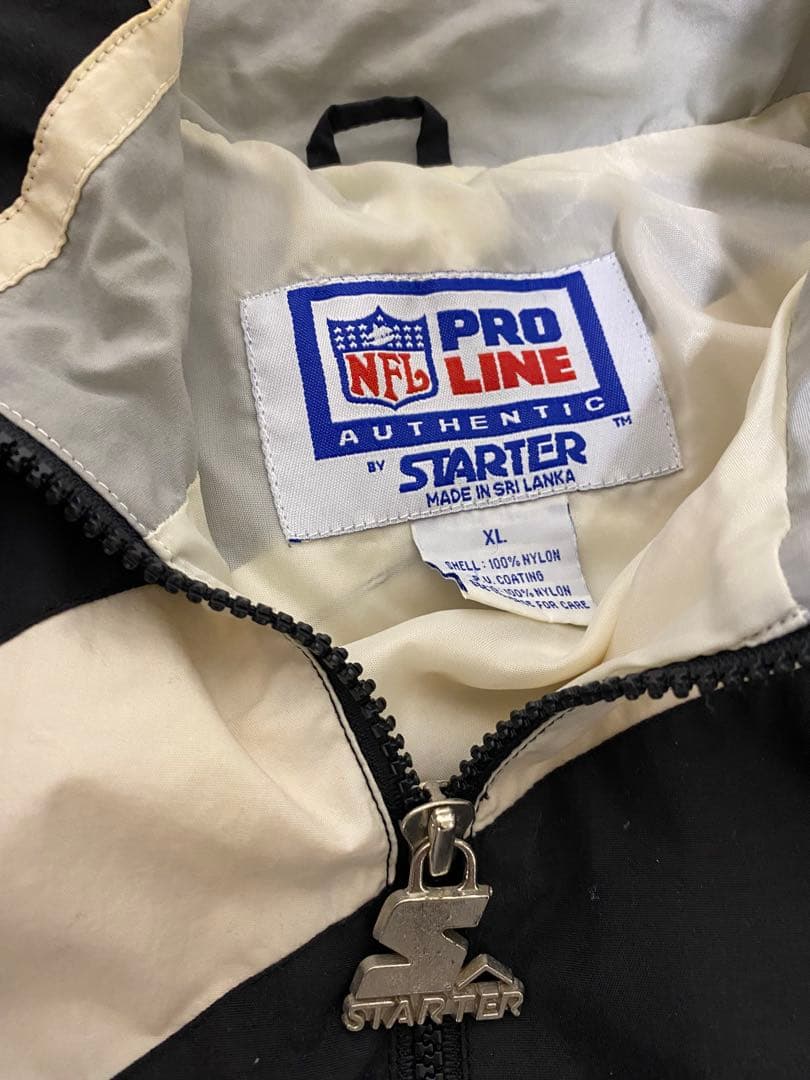 NFL
PRO
LINE
AUTHENTIC
TM
BY STARTER
MADE IN SRI LANKA
XL
SHELL : 100% NYLON
COATING
100% NYLON
FOR CARE
STARTER